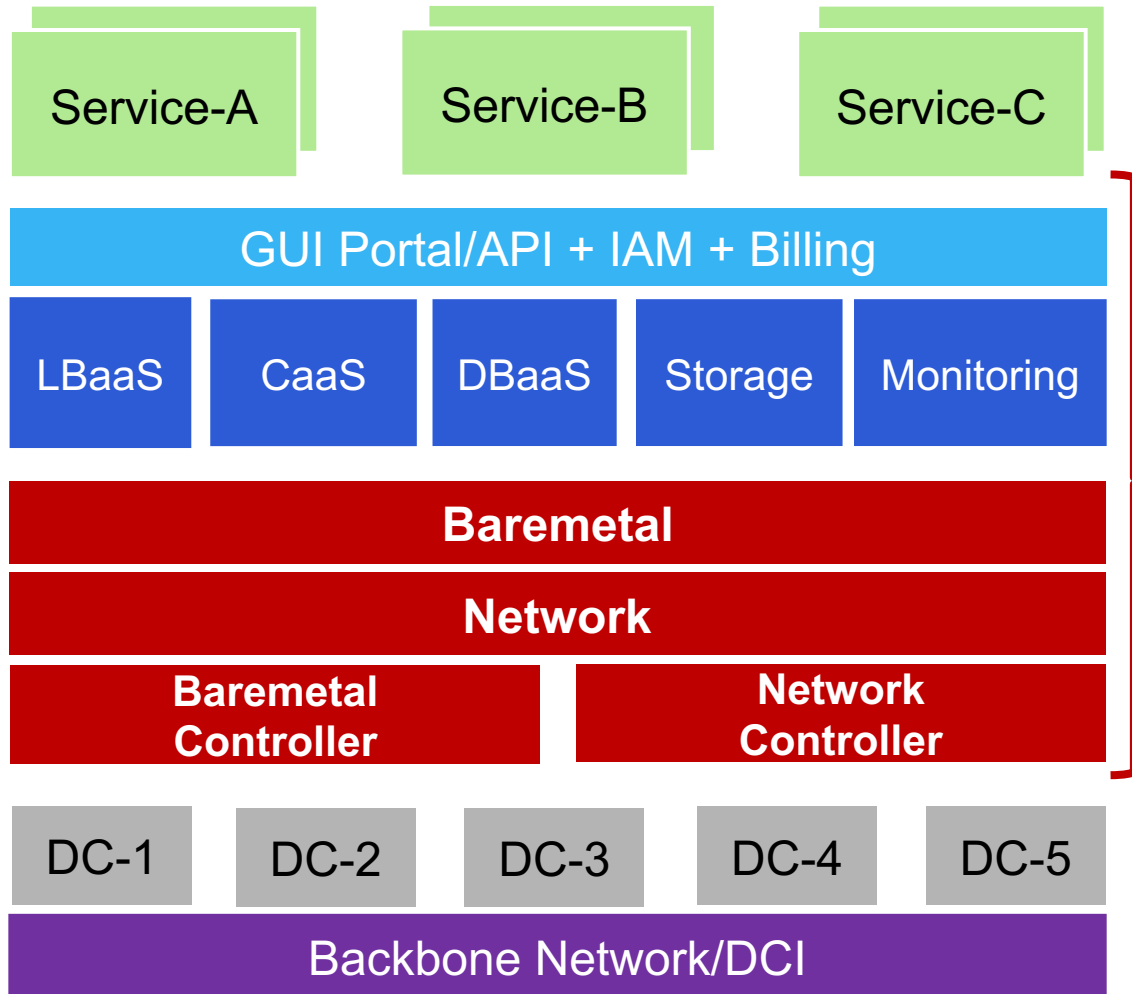 Service-A
Service-B
Service-C
GUI Portal/API + IAM + Billing
LBaaS
CaaS
DBaaS
Storage
Monitoring
Baremetal
Network
Baremetal
Controller
Network
Controller
DC-1
DC-2
DC-3
DC-4
DC-5
Backbone Network/DCI